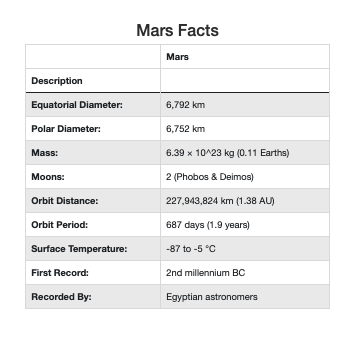 Mars Facts
Mars
Description
Equatorial Diameter: 6,792 km
Polar Diameter: 6,752 km
Mass: 6.39 × 10^23 kg (0.11 Earths)
Moons: 2 (Phobos & Deimos)
Orbit Distance: 227,943,824 km (1.38 AU)
Orbit Period: 687 days (1.9 years)
Surface Temperature: -87 to -5 °C
First Record: 2nd millennium BC
Recorded By: Egyptian astronomers